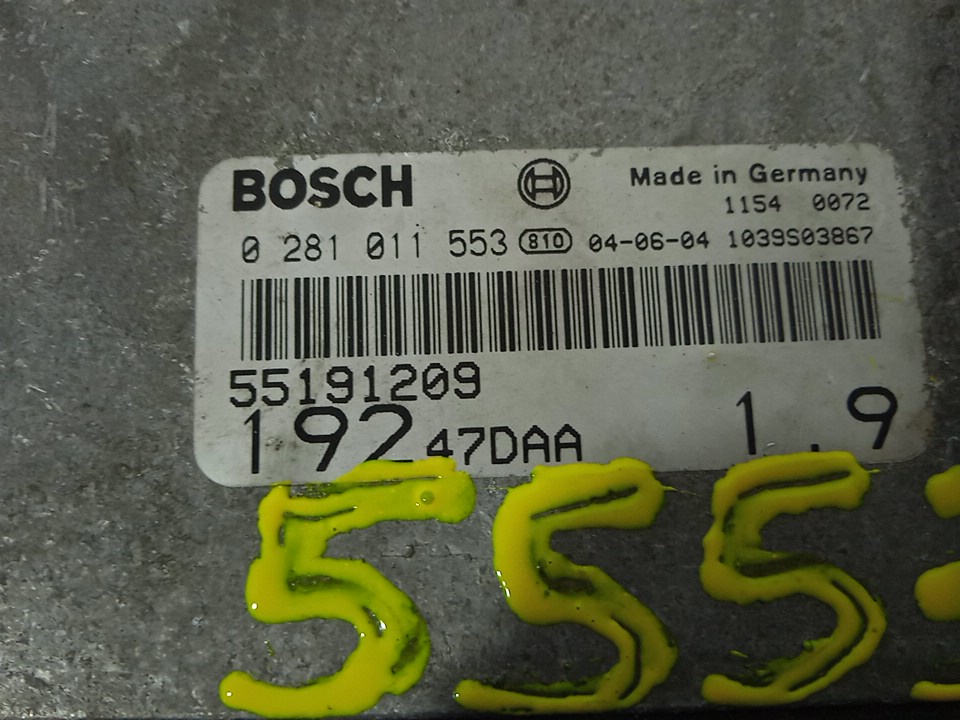 BOSCH Made in Germany
1154 0072
0 281 011 553 810 04-06-04 1039S03867
55191209
192 47DAA 1.9
555